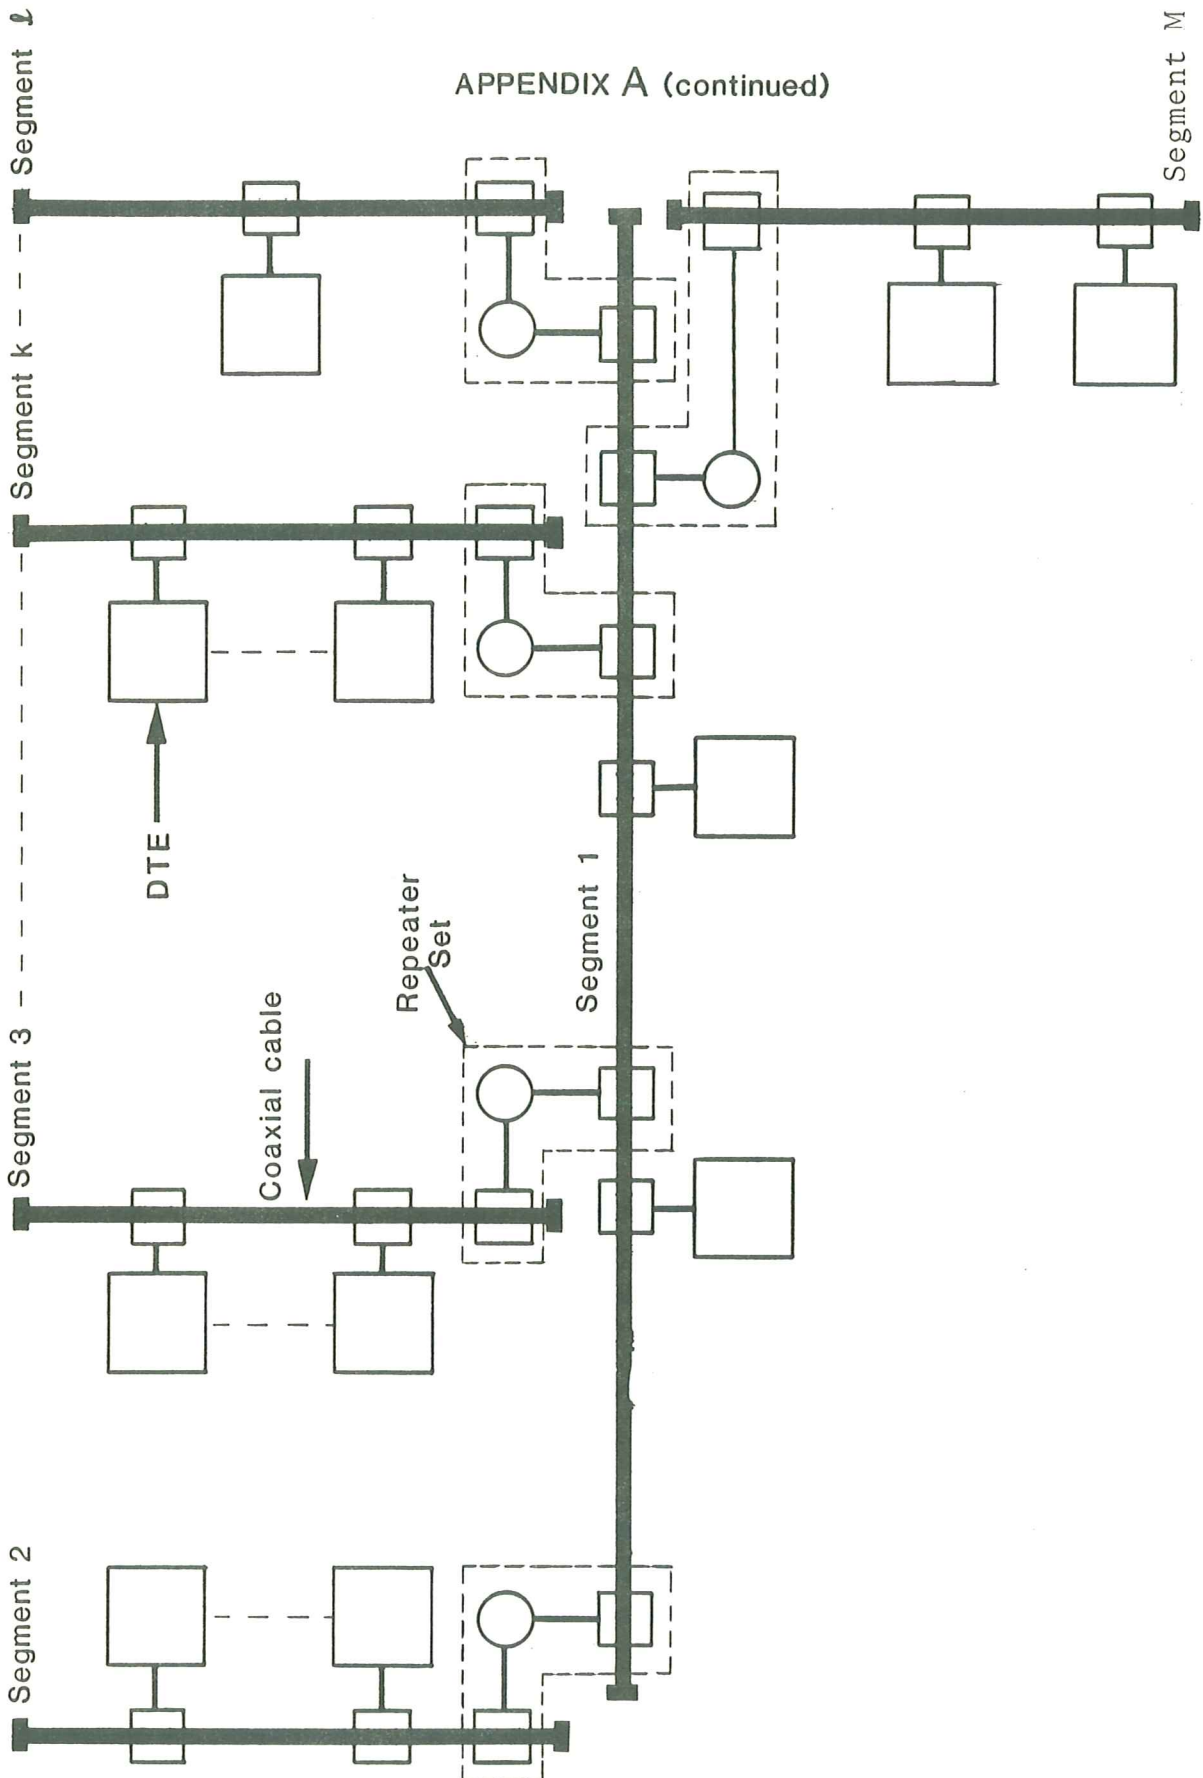 APPENDIX A (continued)
Segment 2
Segment 3
Segment k
Segment ℓ
Coaxial cable
DTE
Repeater
Set
Segment 1
Segment M